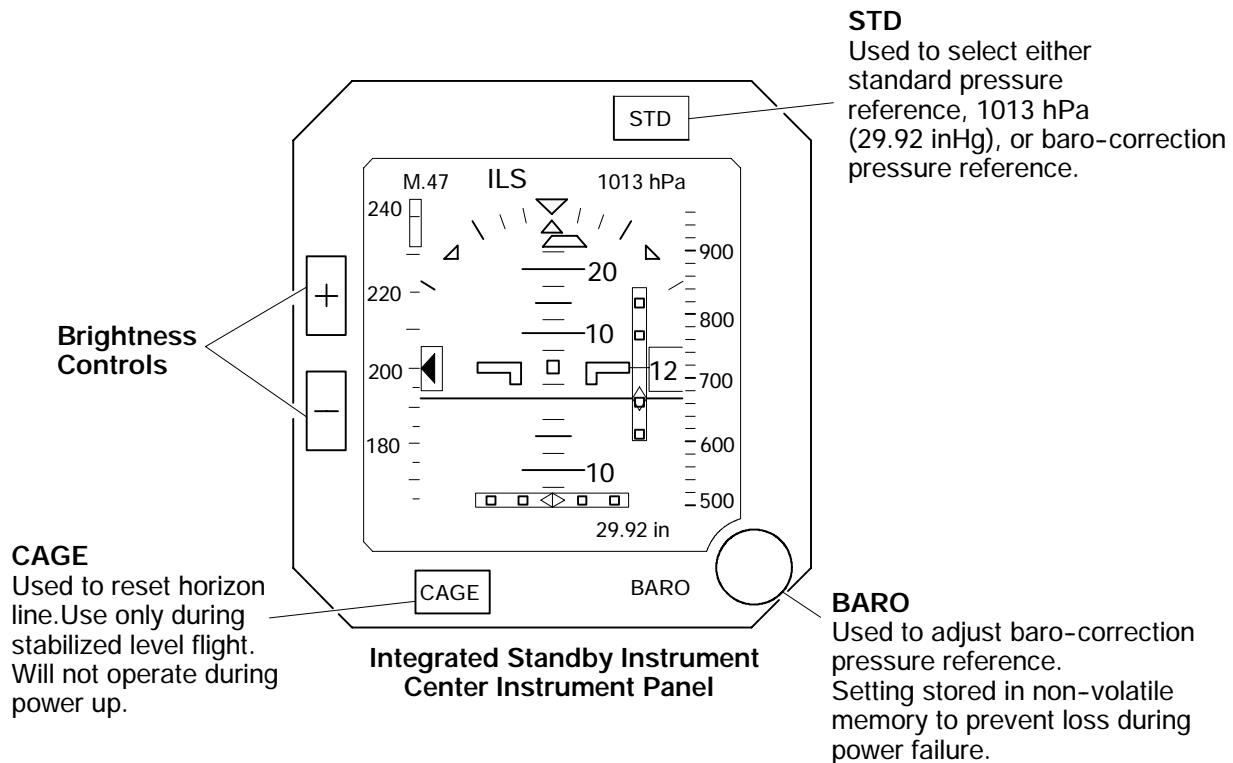 STD
Used to select either
standard pressure
reference, 1013 hPa
(29.92 inHg), or baro-correction
pressure reference.
STD
M.47 ILS 1013 hPa
240
220
200
180
20
10
10
12
900
800
700
600
500
29.92 in
+
−
Brightness
Controls
CAGE
Used to reset horizon
line.Use only during
stabilized level flight.
Will not operate during
power up.
CAGE
BARO
Integrated Standby Instrument
Center Instrument Panel
BARO
Used to adjust baro-correction
pressure reference.
Setting stored in non-volatile
memory to prevent loss during
power failure.